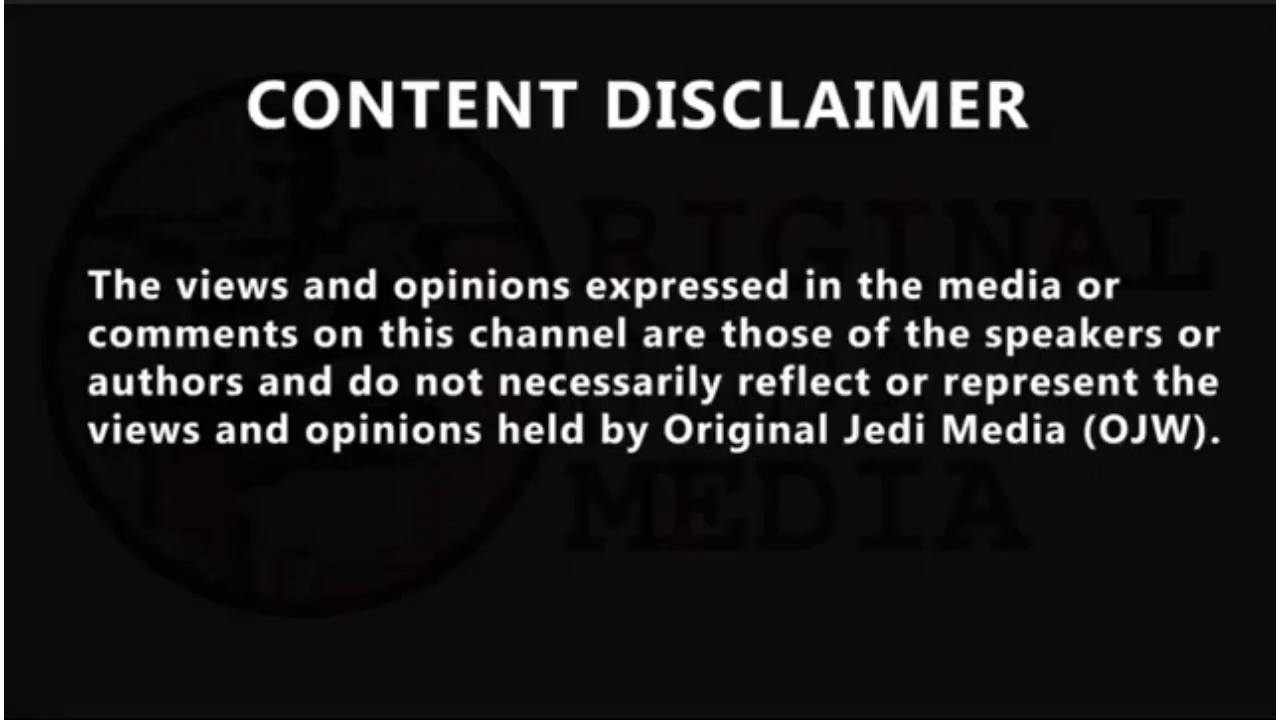 CONTENT DISCLAIMER
RIGINAL
The views and opinions expressed in the media or
comments on this channel are those of the speakers or
authors and do not necessarily reflect or represent the
views and opinions held by Original Jedi Media (OJW).
MEDIA